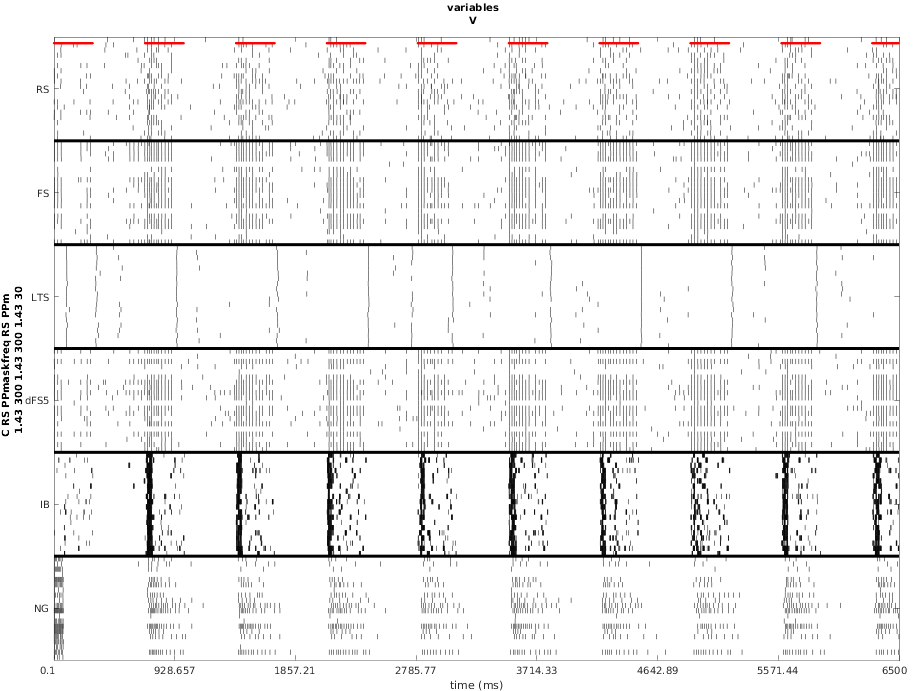 variables
V
RS
FS
LTS
dFS5
IB
NG
C RS PPmaskfreq RS PPm
1.43 300 1.43 300 1.43 30
0.1 928.657 1857.21 2785.77 3714.33 4642.89 5571.44 6500
time (ms)